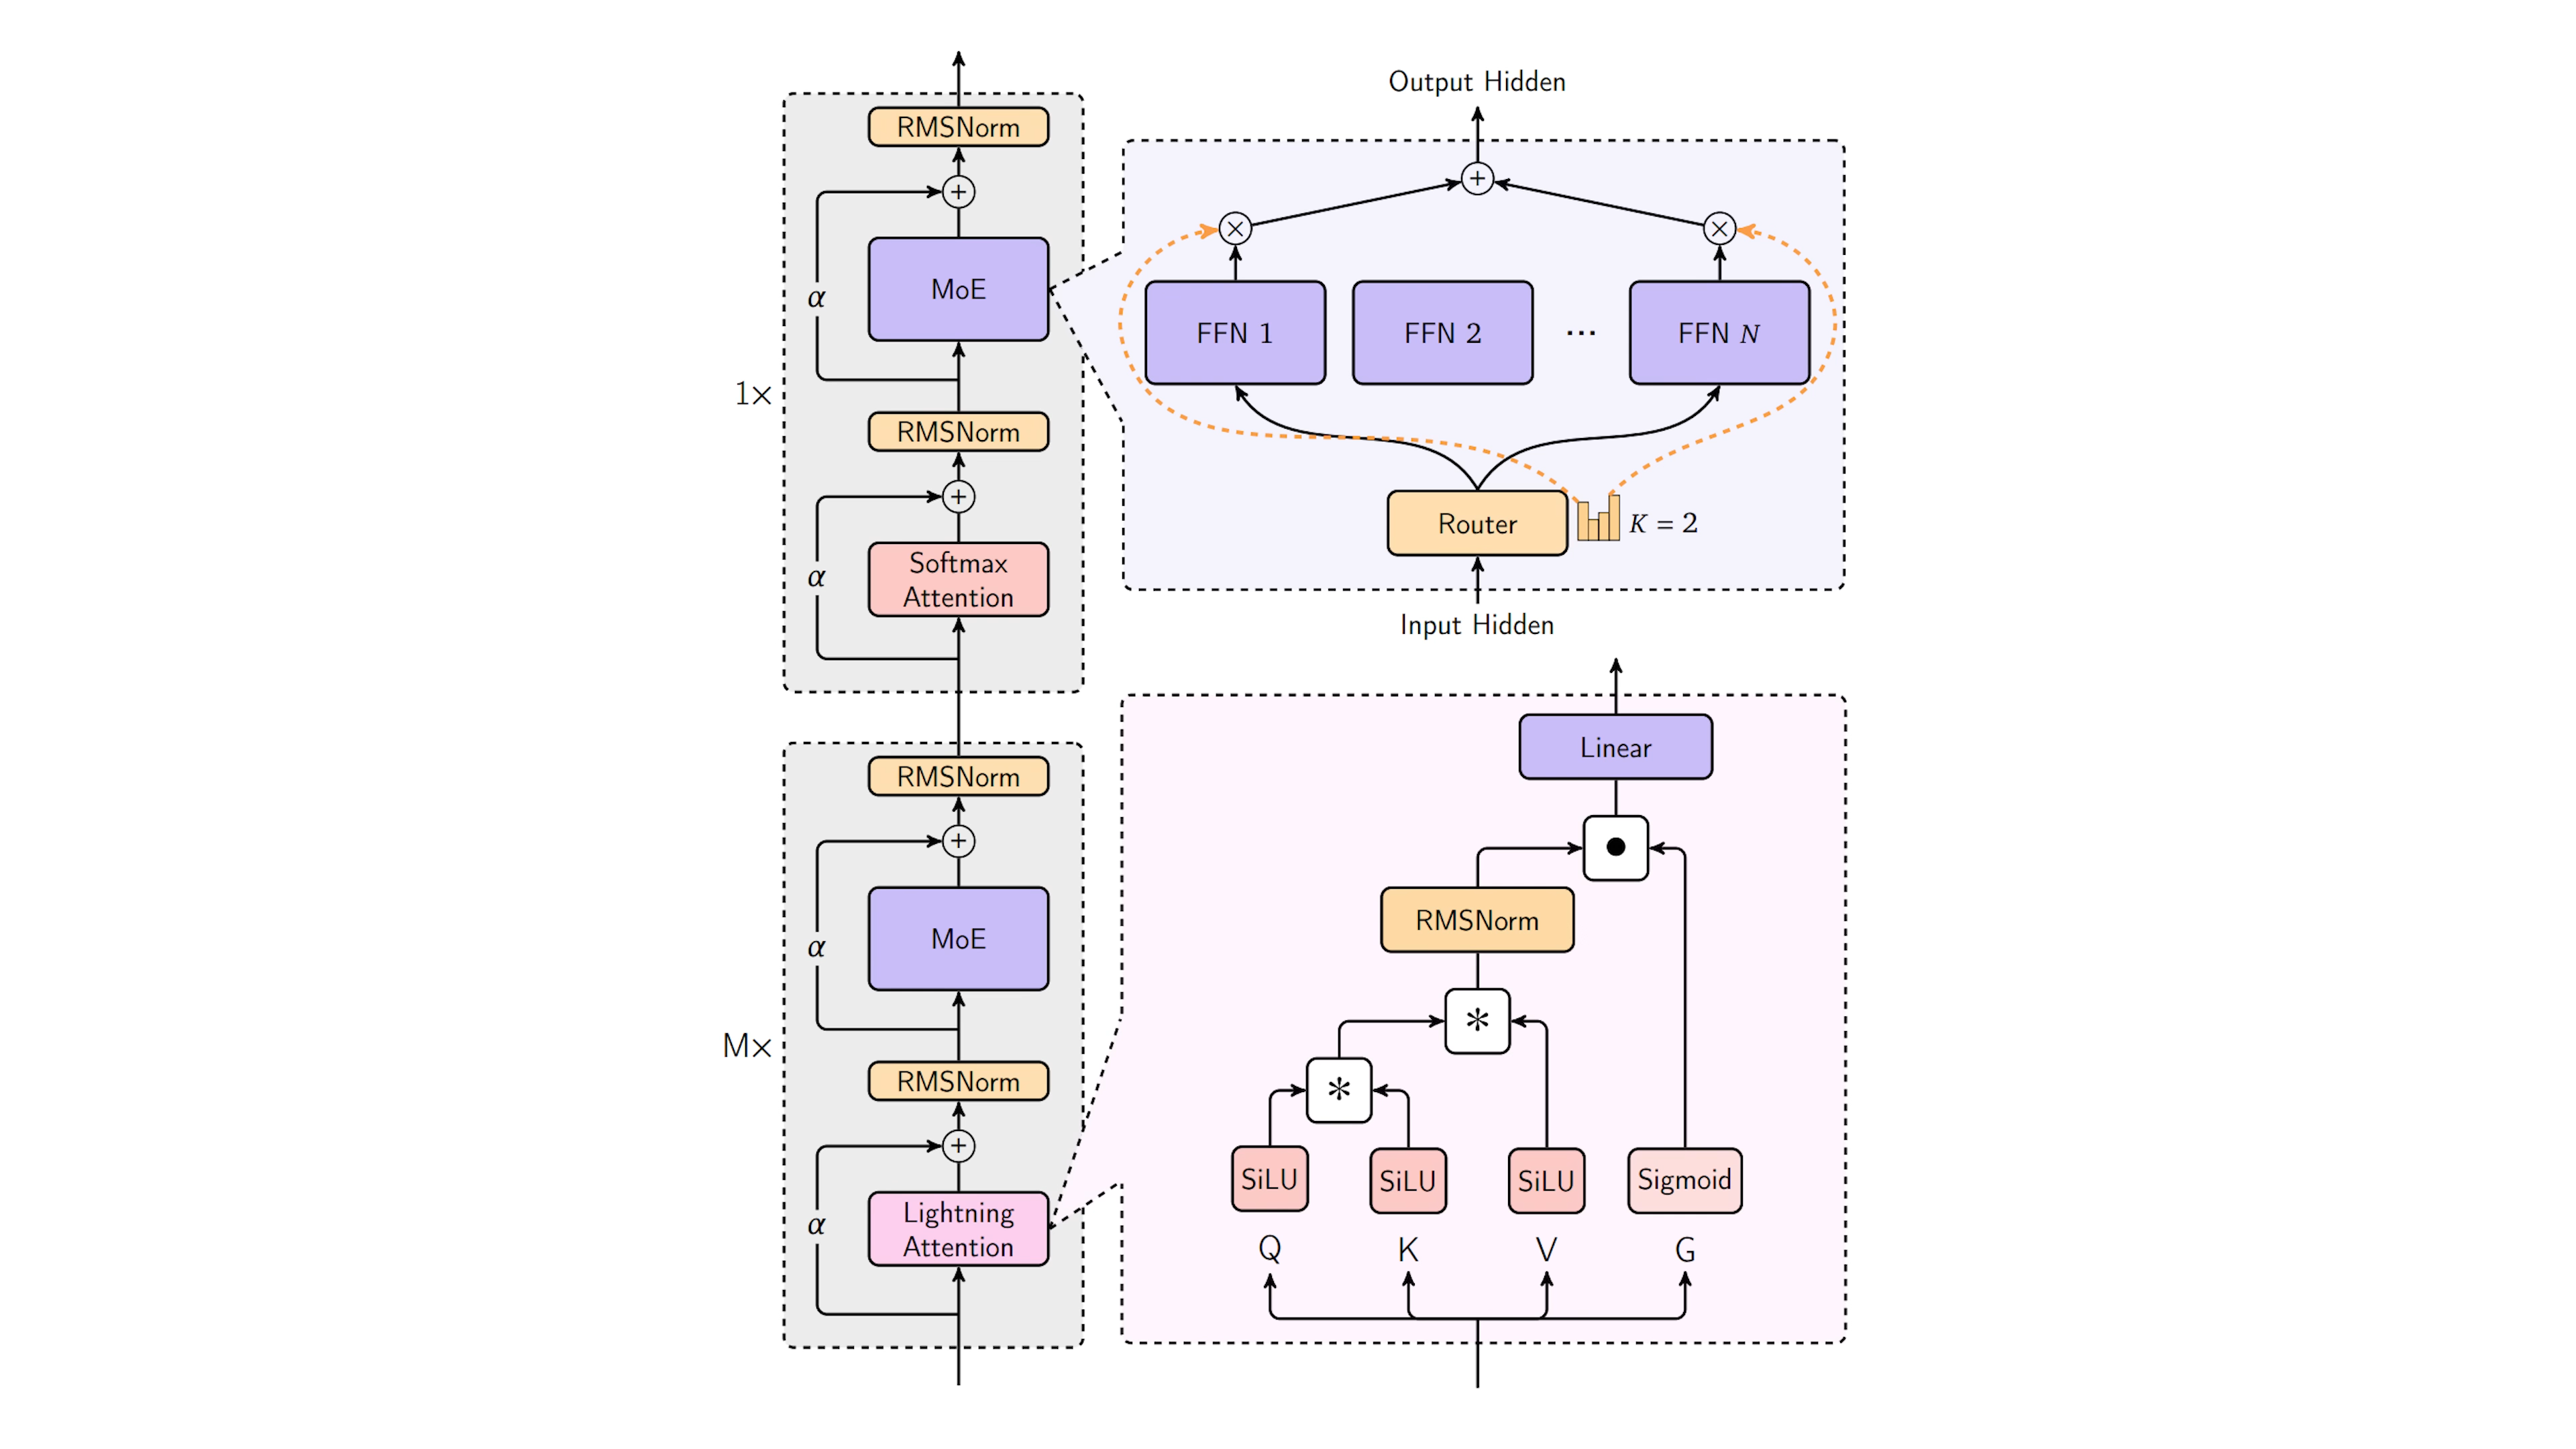 RMSNorm
α
MoE
1×
RMSNorm
α
Softmax
Attention
RMSNorm
α
MoE
M×
RMSNorm
α
Lightning
Attention
Output Hidden
+
×
×
FFN 1
FFN 2
...
FFN N
Router
K = 2
Input Hidden
Linear
RMSNorm
*
*
SiLU
SiLU
SiLU
Sigmoid
Q
K
V
G